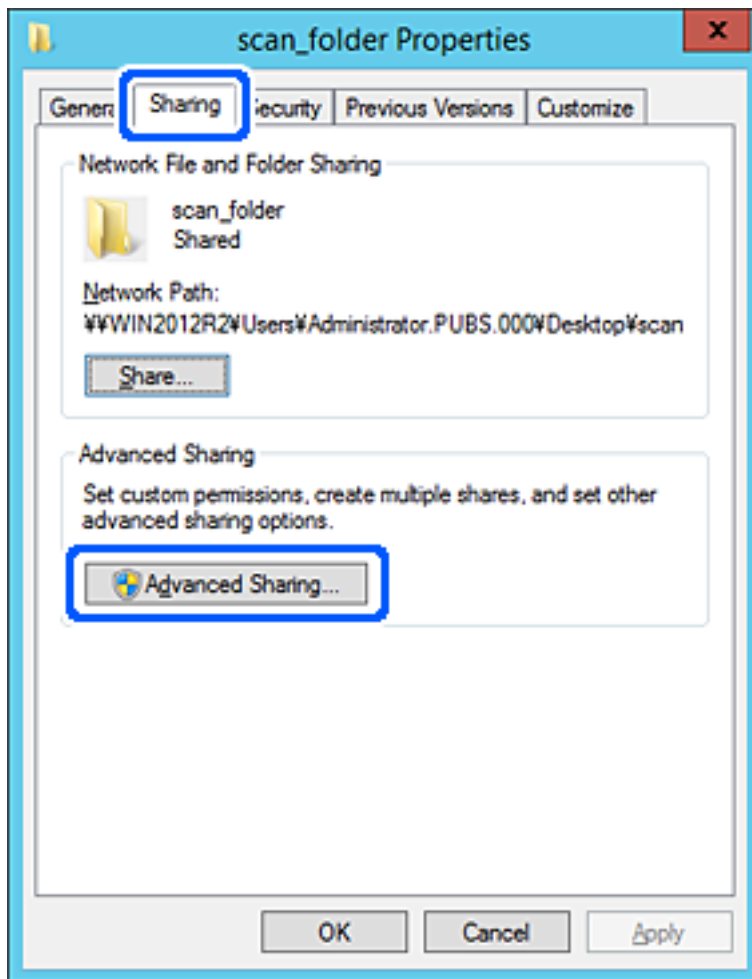 scan_folder Properties
x
Sharing Previous Versions Customize
Network File and Folder Sharing
scan_folder
Shared
Network Path:
¥¥WIN2012R2¥Users¥Administrator.PUBS.000¥Desktop¥scan
Share...
Advanced Sharing
Set custom permissions, create multiple shares, and set other
advanced sharing options.
Advanced Sharing...
OK Cancel Apply